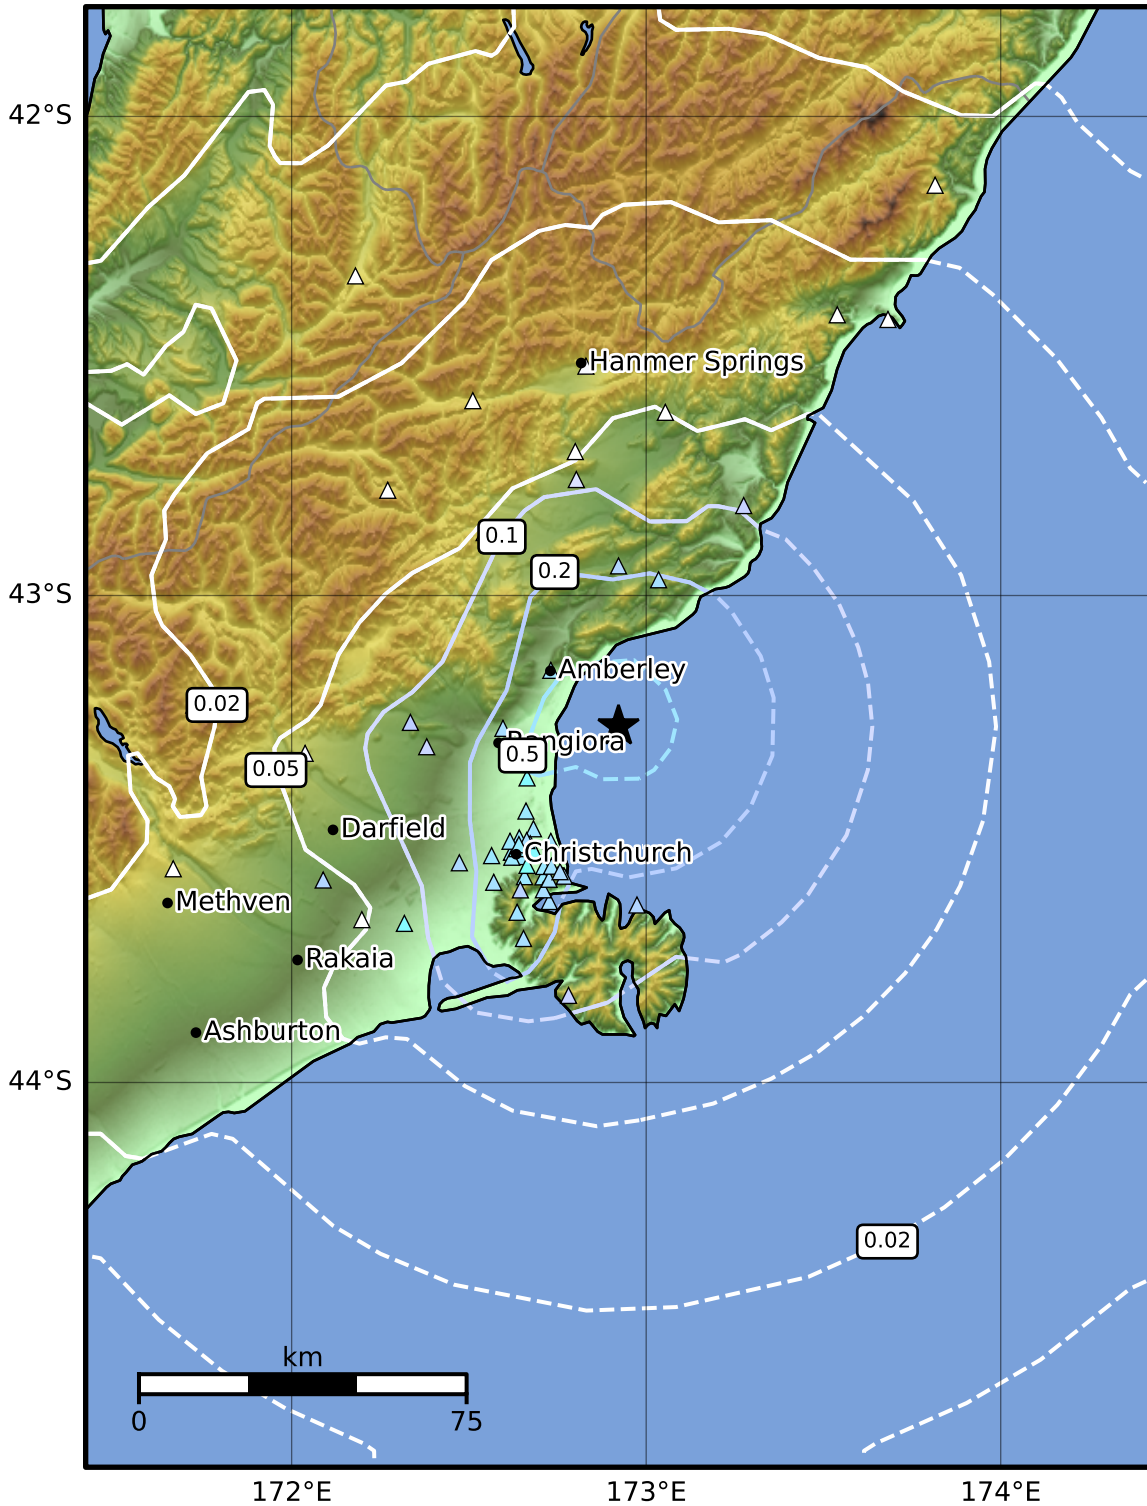 42°S
Hanmer Springs
0.1
0.2
43°S
Amberley
0.02
Rangiora
0.5
0.05
Darfield
Christchurch
Methven
Rakaia
Ashburton
44°S
0.02
km
0 75
172°E 173°E 174°E